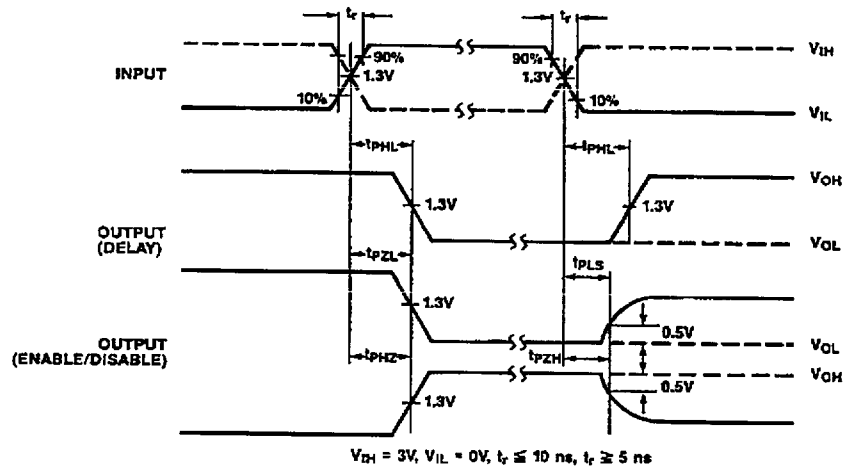 tr
tr
VIH
90%
90%
INPUT
1.3V
1.3V
10%
10%
VIL
tPHL
tPHL
VOH
1.3V
1.3V
OUTPUT
(DELAY)
VOL
tPZL
tPLS
1.3V
0.5V
OUTPUT
(ENABLE/DISABLE)
VOL
tPHZ
tPZH
VOH
0.5V
1.3V
VIH = 3V, VIL = 0V, tr ≦ 10 ns, tr ≧ 5 ns